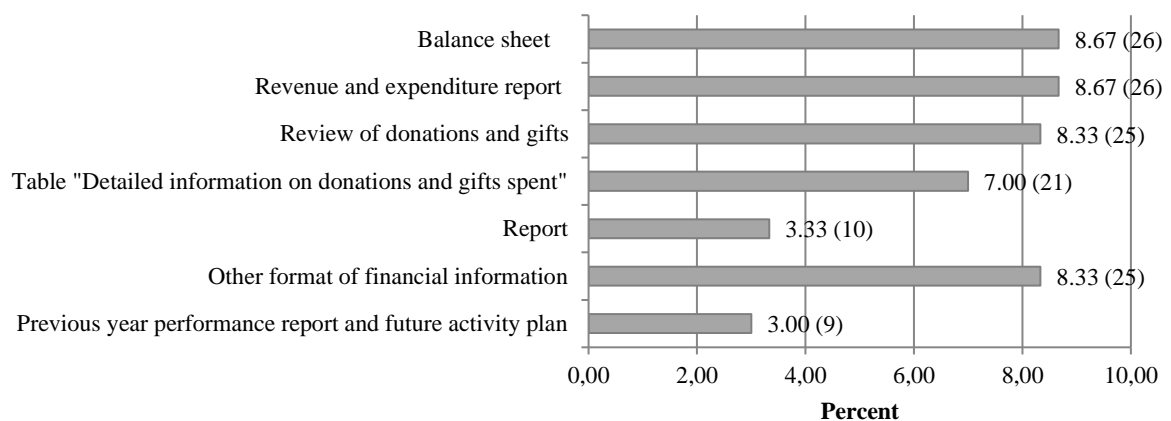 Balance sheet 8.67 (26)
Revenue and expenditure report 8.67 (26)
Review of donations and gifts 8.33 (25)
Table "Detailed information on donations and gifts spent" 7.00 (21)
Report 3.33 (10)
Other format of financial information 8.33 (25)
Previous year performance report and future activity plan 3.00 (9)
0,00 2,00 4,00 6,00 8,00 10,00
Percent